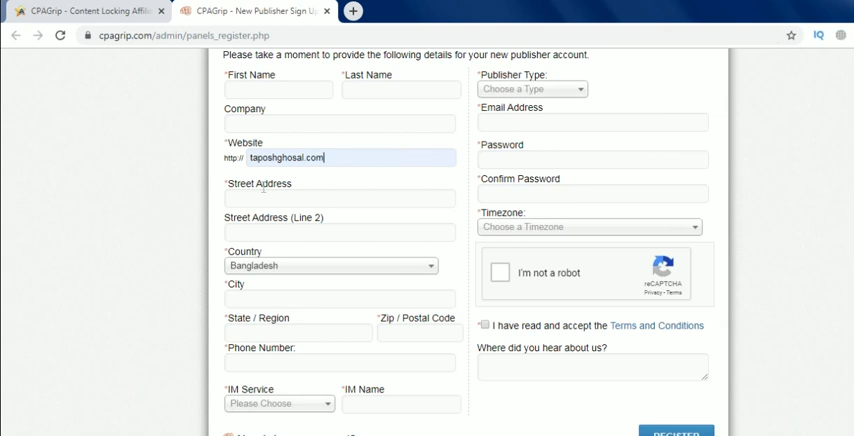 CPAGrip - Content Locking Affilia
CPAGrip - New Publisher Sign Up
cpagrip.com/admin/panels_register.php
IQ
Please take a moment to provide the following details for your new publisher account.
*First Name
*Last Name
Company
*Website
http:// taposhghosal.com
*Street Address
Street Address (Line 2)
*Country
Bangladesh
*City
*State / Region
*Zip / Postal Code
*Phone Number:
*IM Service
*IM Name
Please Choose
*Publisher Type:
Choose a Type
*Email Address
*Password
*Confirm Password
*Timezone:
Choose a Timezone
I'm not a robot
reCAPTCHA
Privacy - Terms
* I have read and accept the Terms and Conditions
Where did you hear about us?
REGISTER